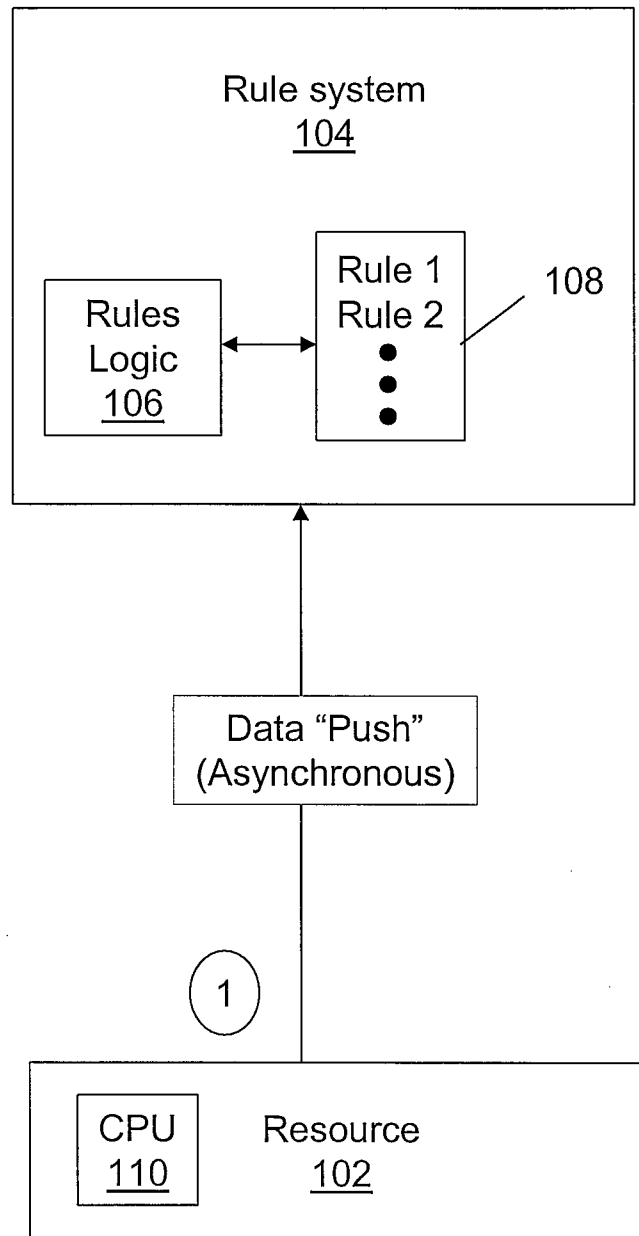 Rule system
104
Rules
Logic
106
Rule 1
Rule 2
108
Data “Push”
(Asynchronous)
1
CPU
110
Resource
102